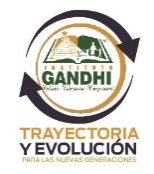 INSTITUTO
GANDHI
TRAYECTORIA
Y EVOLUCIÓN
PARA LAS NUEVAS GENERACIONES